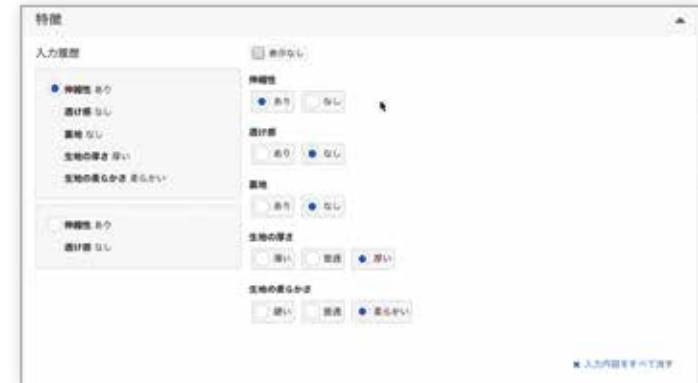 特徴
入力履歴
表示なし
伸縮性 あり
透け感 なし
裏地 なし
生地の厚さ 厚い
生地の柔らかさ 柔らかい
伸縮性 あり
透け感 なし
伸縮性
あり なし
透け感
あり なし
裏地
あり なし
生地の厚さ
薄い 普通 厚い
生地の柔らかさ
硬い 普通 柔らかい
× 入力内容をすべて消す